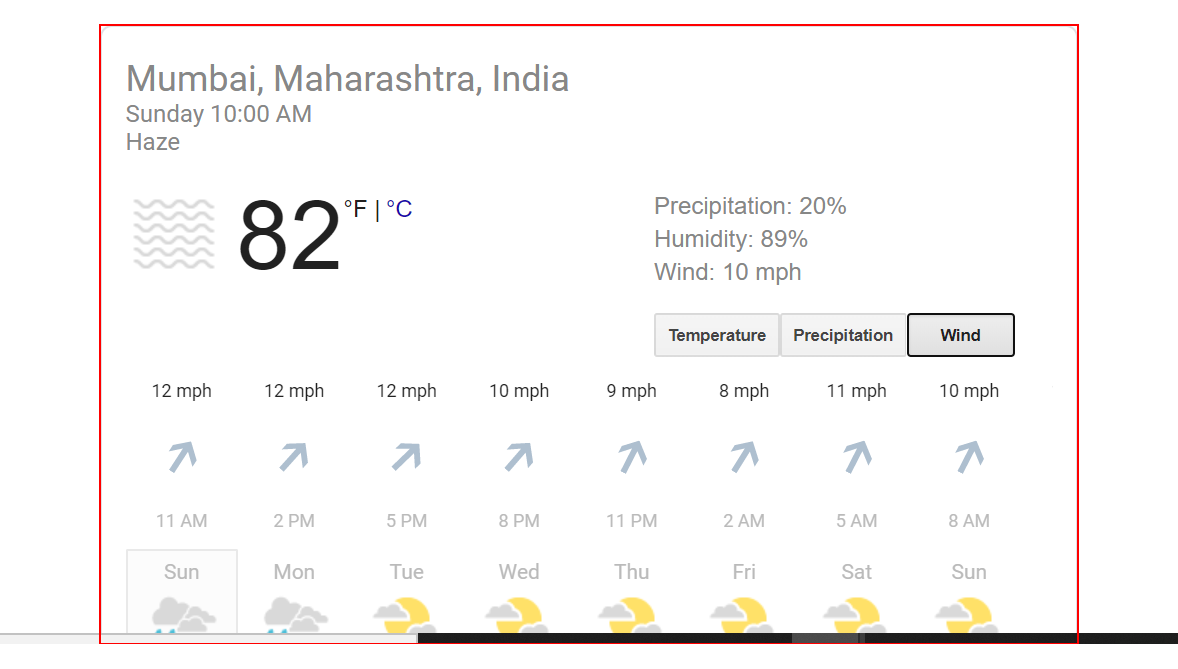 Mumbai, Maharashtra, India
Sunday 10:00 AM
Haze
82 °F | °C
Precipitation: 20%
Humidity: 89%
Wind: 10 mph
Temperature Precipitation Wind
12 mph 12 mph 12 mph 10 mph 9 mph 8 mph 11 mph 10 mph
11 AM 2 PM 5 PM 8 PM 11 PM 2 AM 5 AM 8 AM
Sun Mon Tue Wed Thu Fri Sat Sun